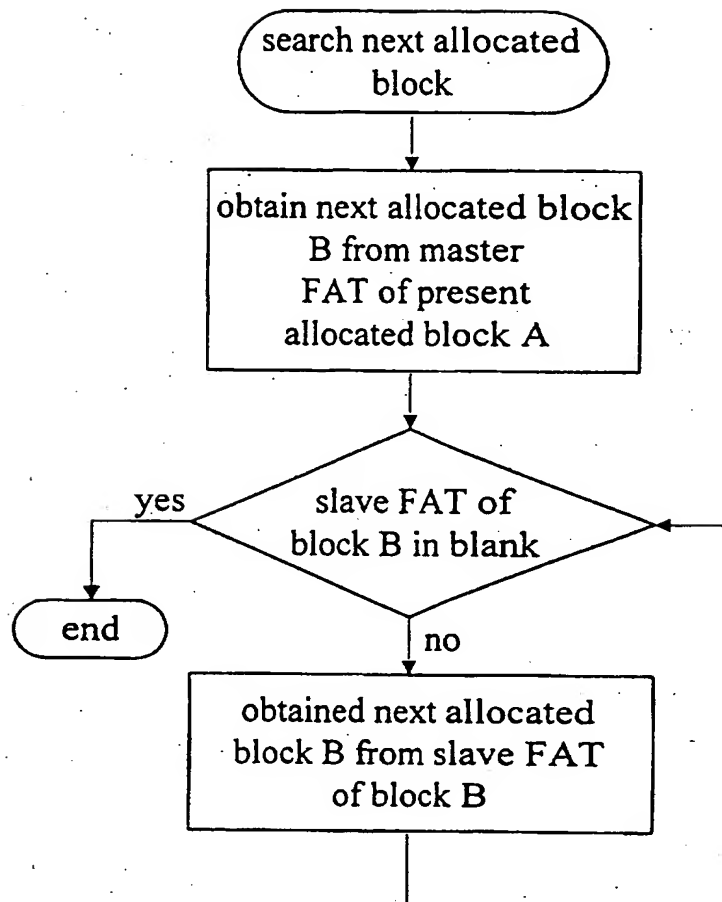 search next allocated
block
obtain next allocated block
B from master
FAT of present
allocated block A
yes
slave FAT of
block B in blank
end
no
obtained next allocated
block B from slave FAT
of block B